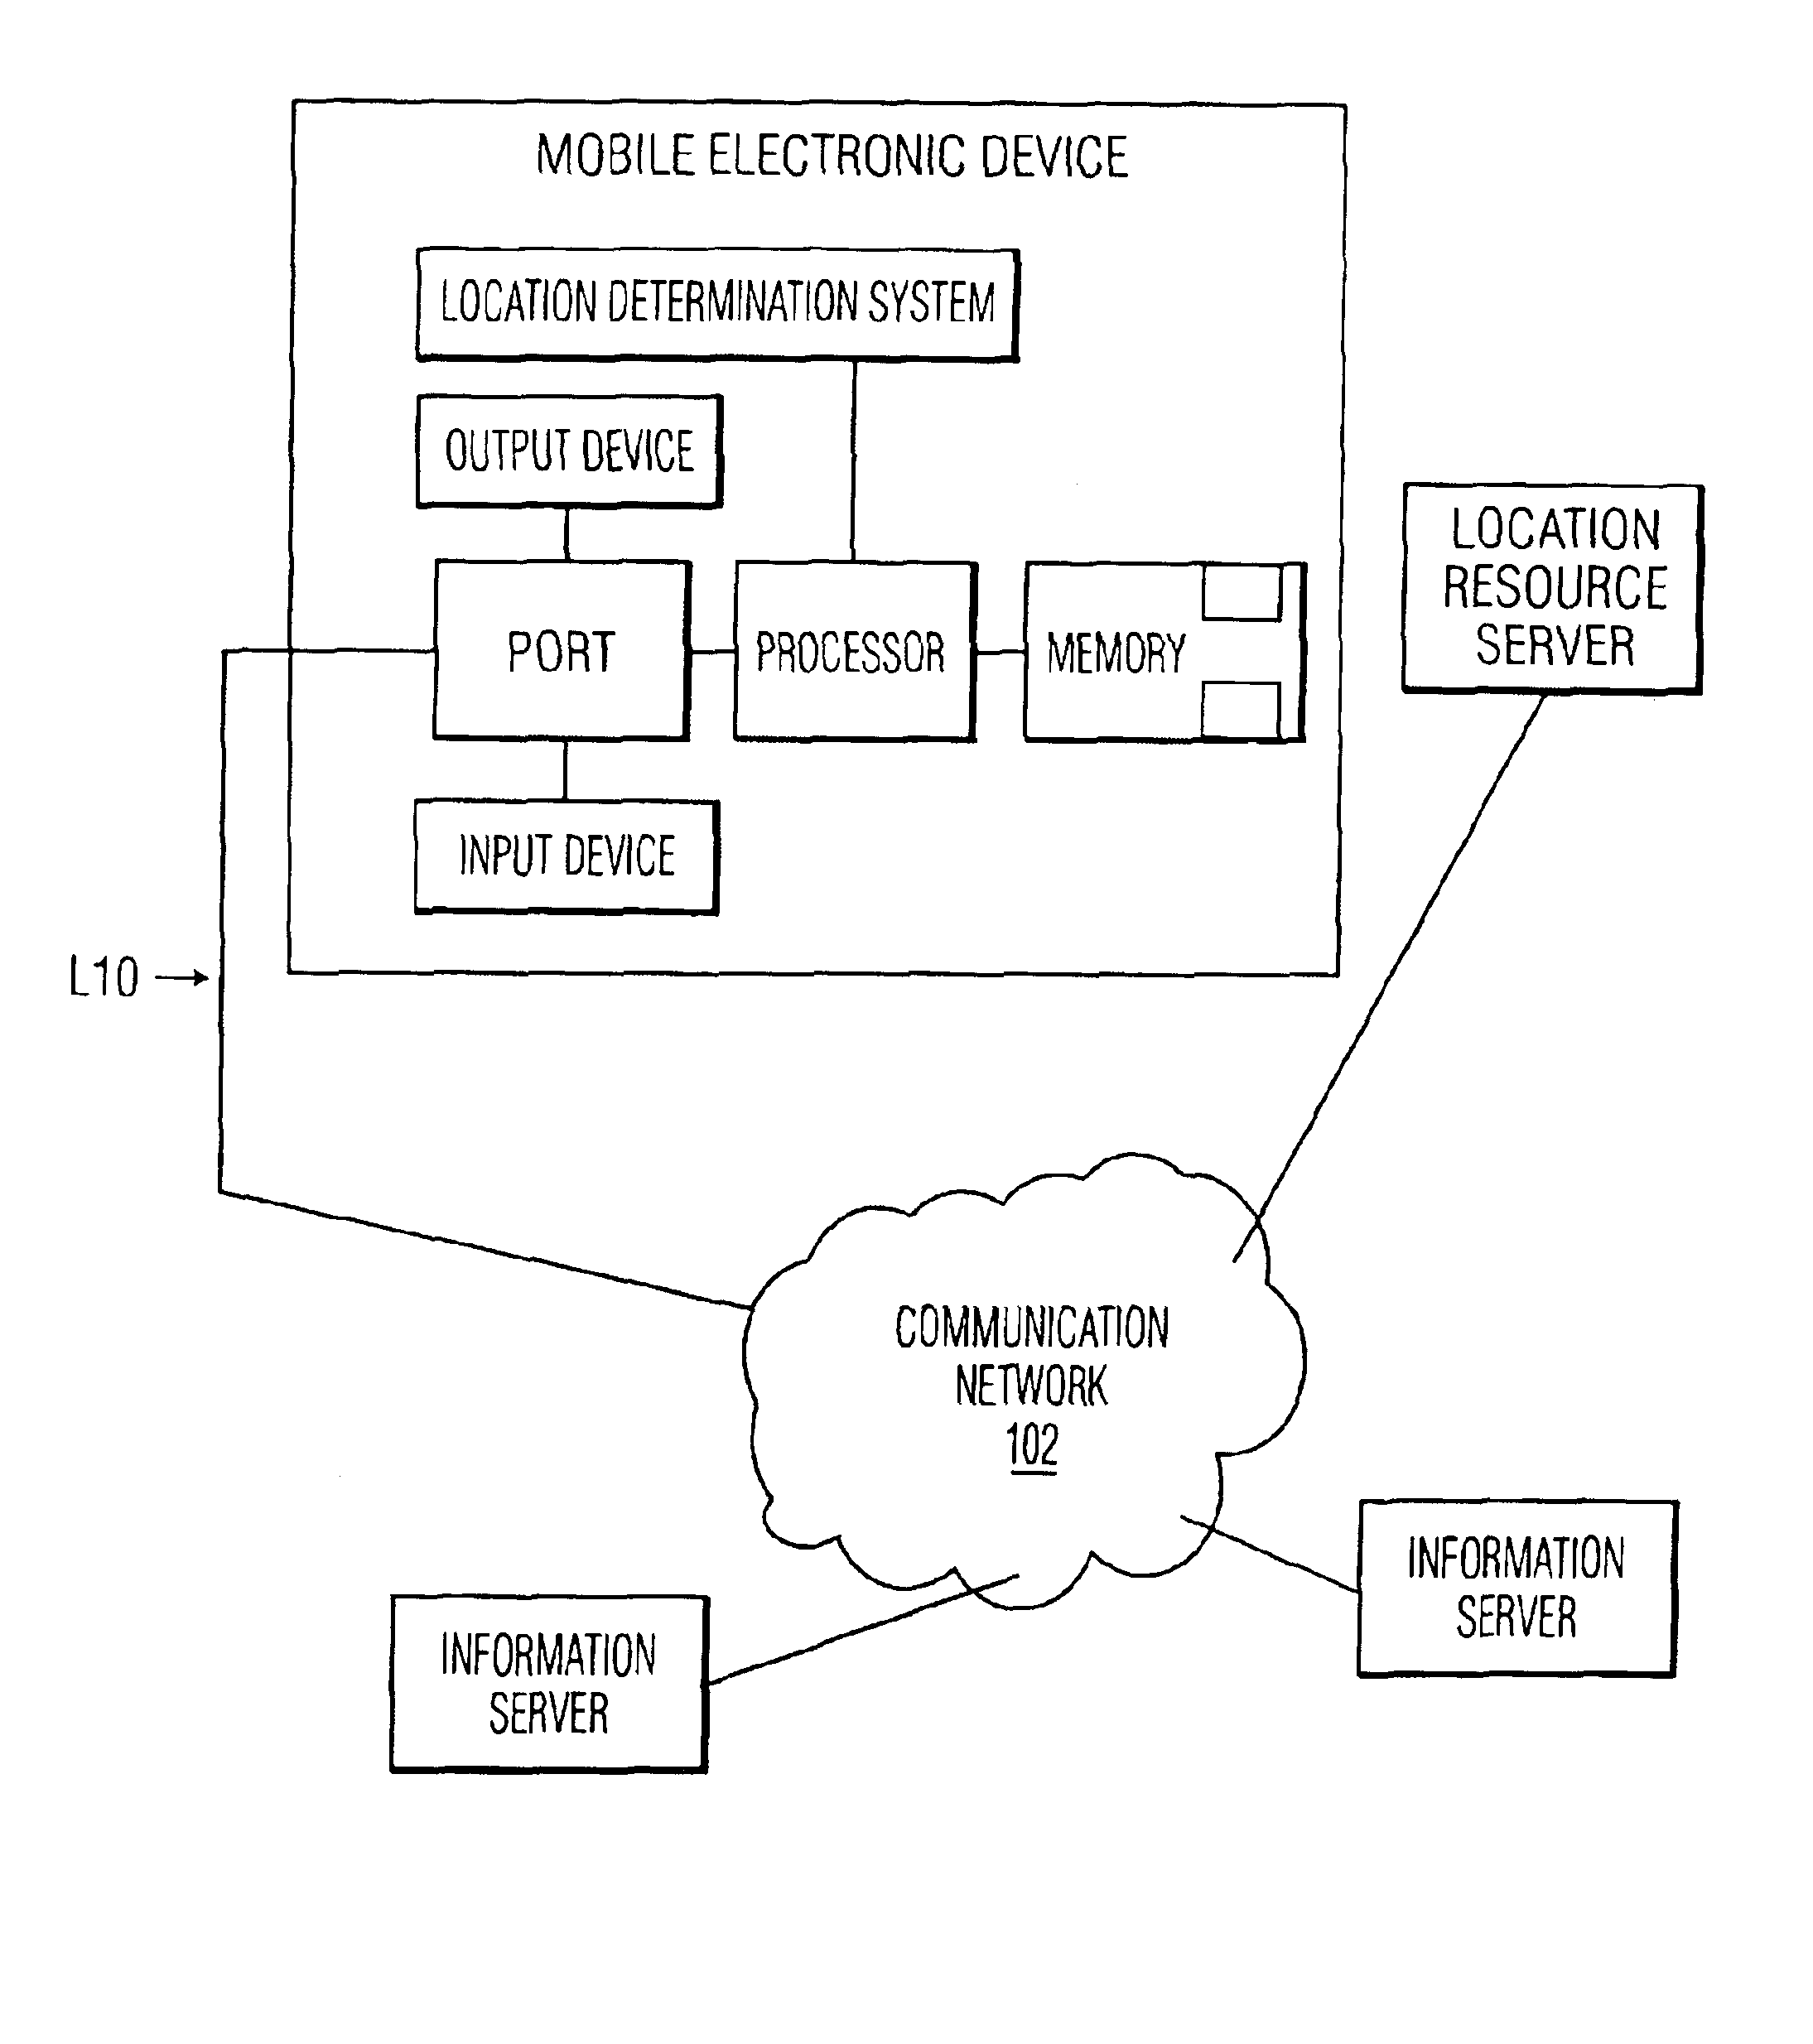 MOBILE ELECTRONIC DEVICE
LOCATION DETERMINATION SYSTEM
OUTPUT DEVICE
PORT
PROCESSOR
MEMORY
INPUT DEVICE
LOCATION
RESOURCE
SERVER
L10
COMMUNICATION
NETWORK
102
INFORMATION
SERVER
INFORMATION
SERVER